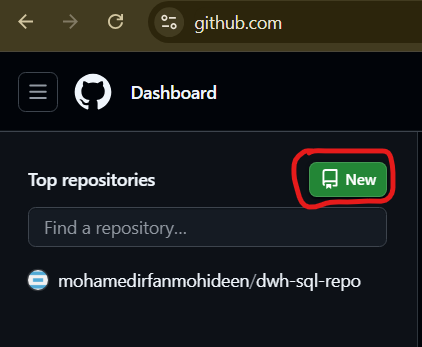 github.com
Dashboard
Top repositories
New
Find a repository...
mohamedirfanmohideen/dwh-sql-repo